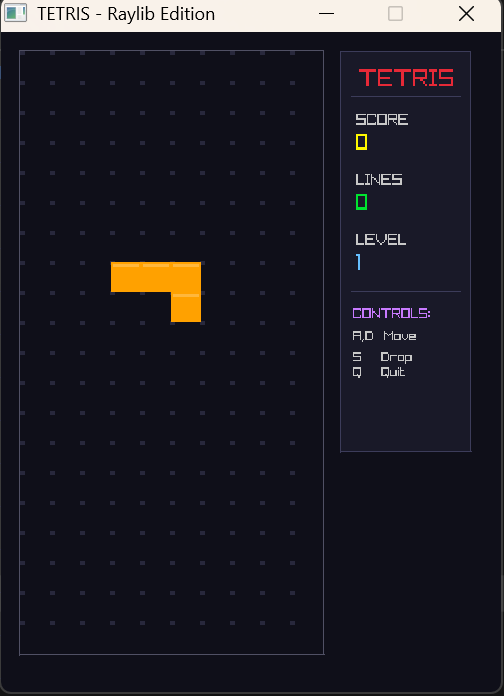 TETRIS - Raylib Edition
TETRIS
SCORE
0
LINES
0
LEVEL
1
CONTROLS:
A,D Move
S Drop
Q Quit